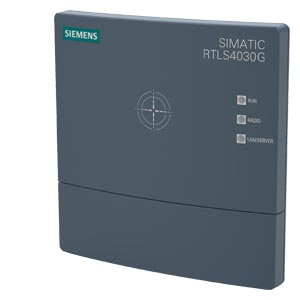 SIEMENS
SIMATIC
RTLS4030G
RUN
RADIO
LAN/SERVER